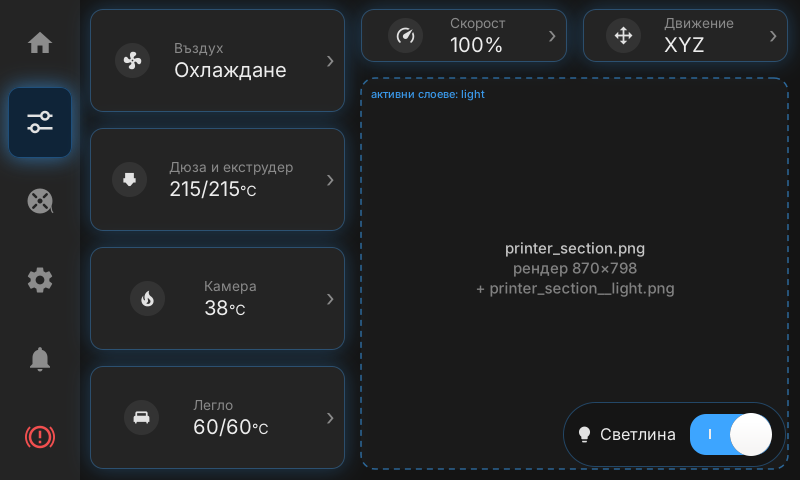 Въздух
Охлаждане
Дюза и екструдер
215/215°C
Камера
38°C
Легло
60/60°C
Скорост
100%
Движение
XYZ
активни слоеве: light
printer_section.png
рендер 870×798
+ printer_section__light.png
Светлина
I